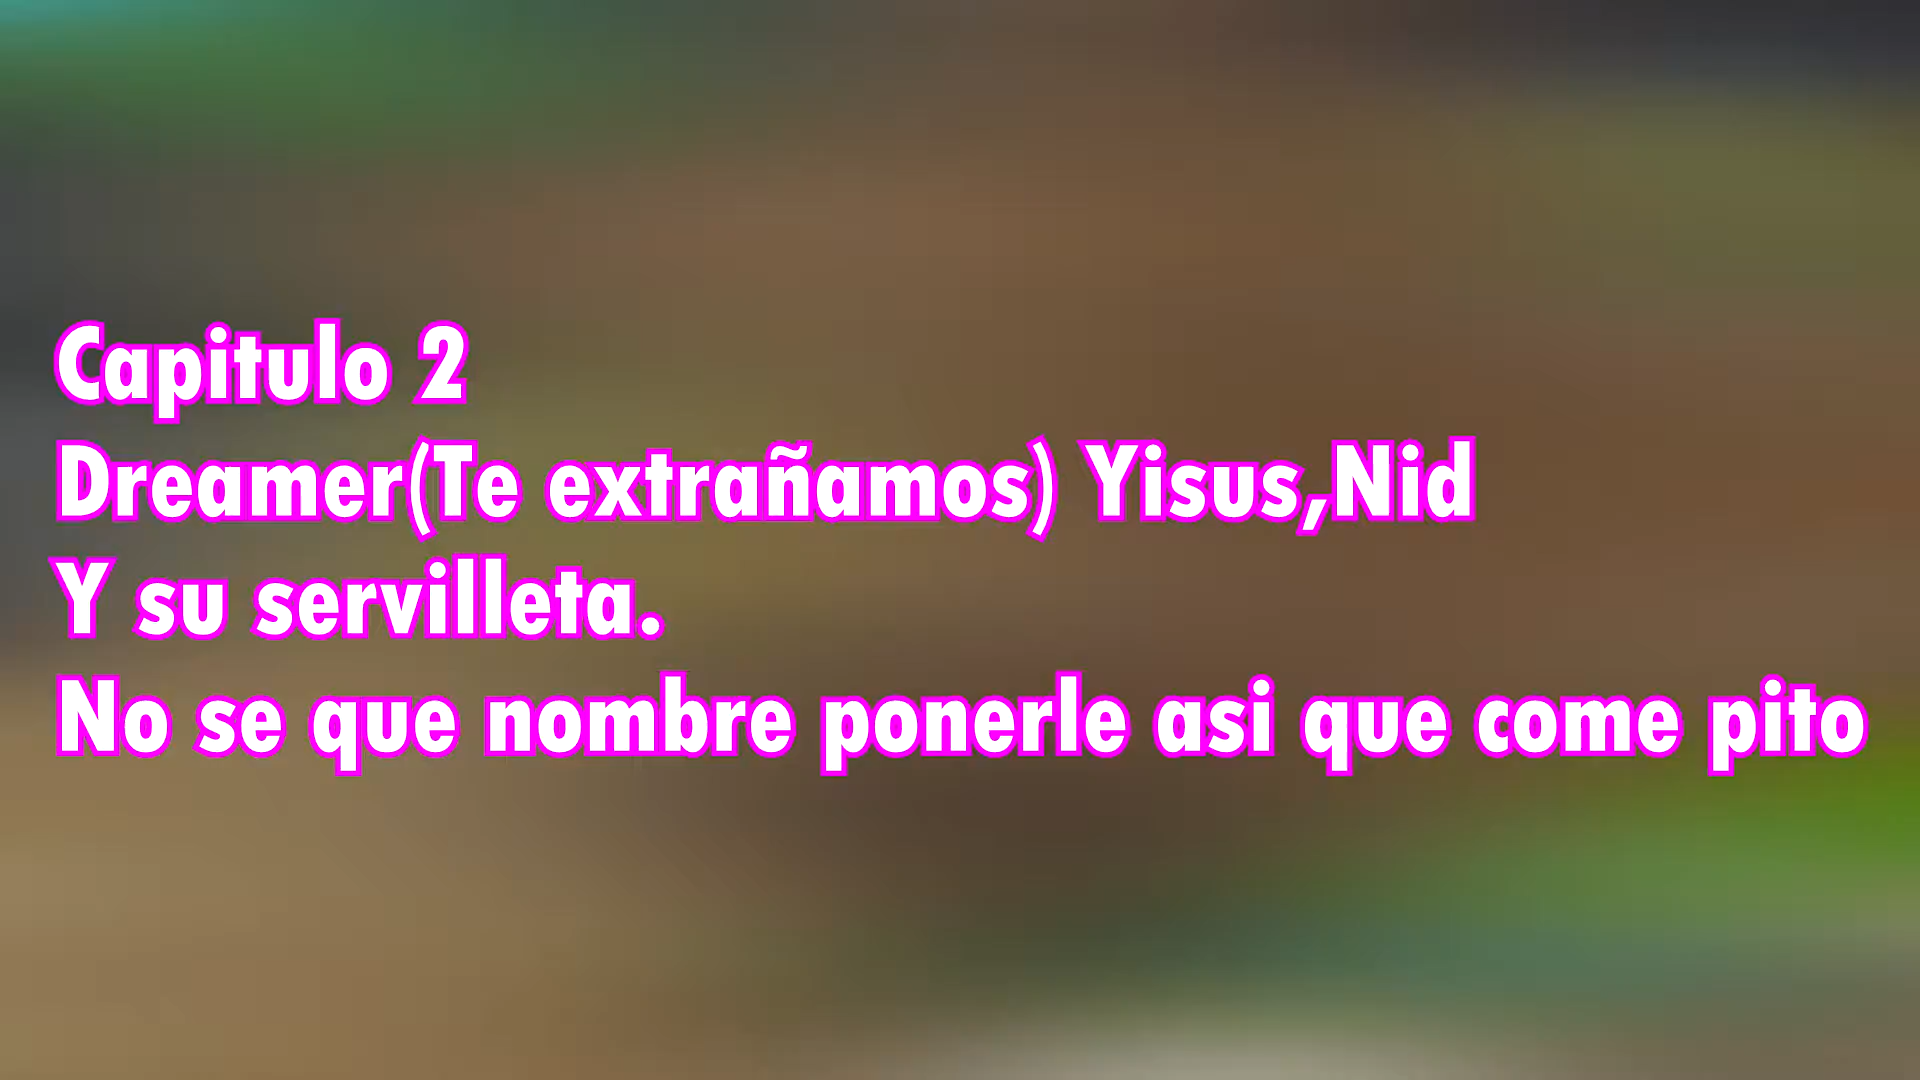 Capitulo 2
Dreamer(Te extrañamos) Yisus,Nid
Y su servilleta.
No se que nombre ponerle asi que come pito